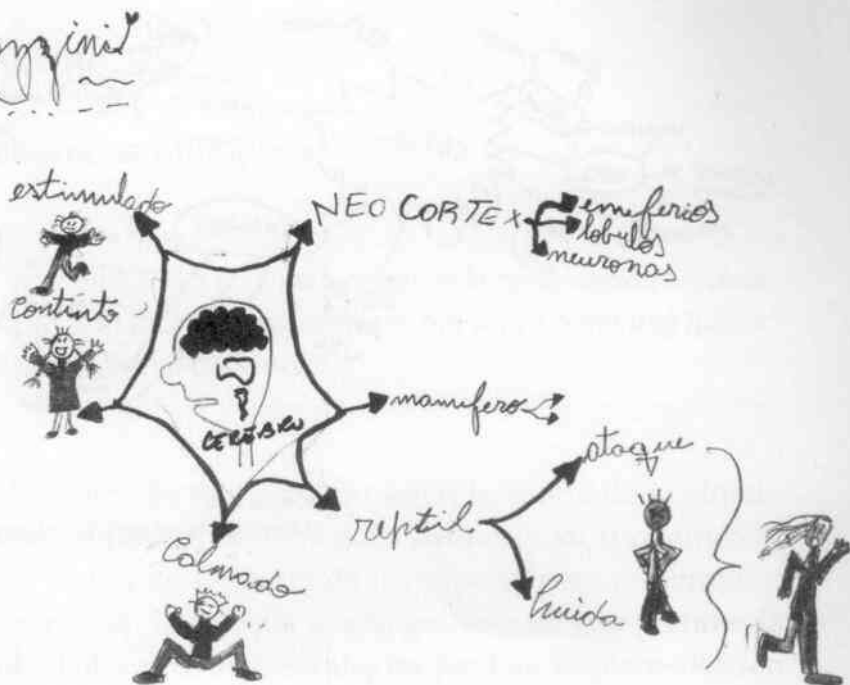 estimulado
NEO CORTEX
emiferios
lobulos
neuronas
contento
CEREBRO
mamifero
ataque
reptil
Calmado
huida